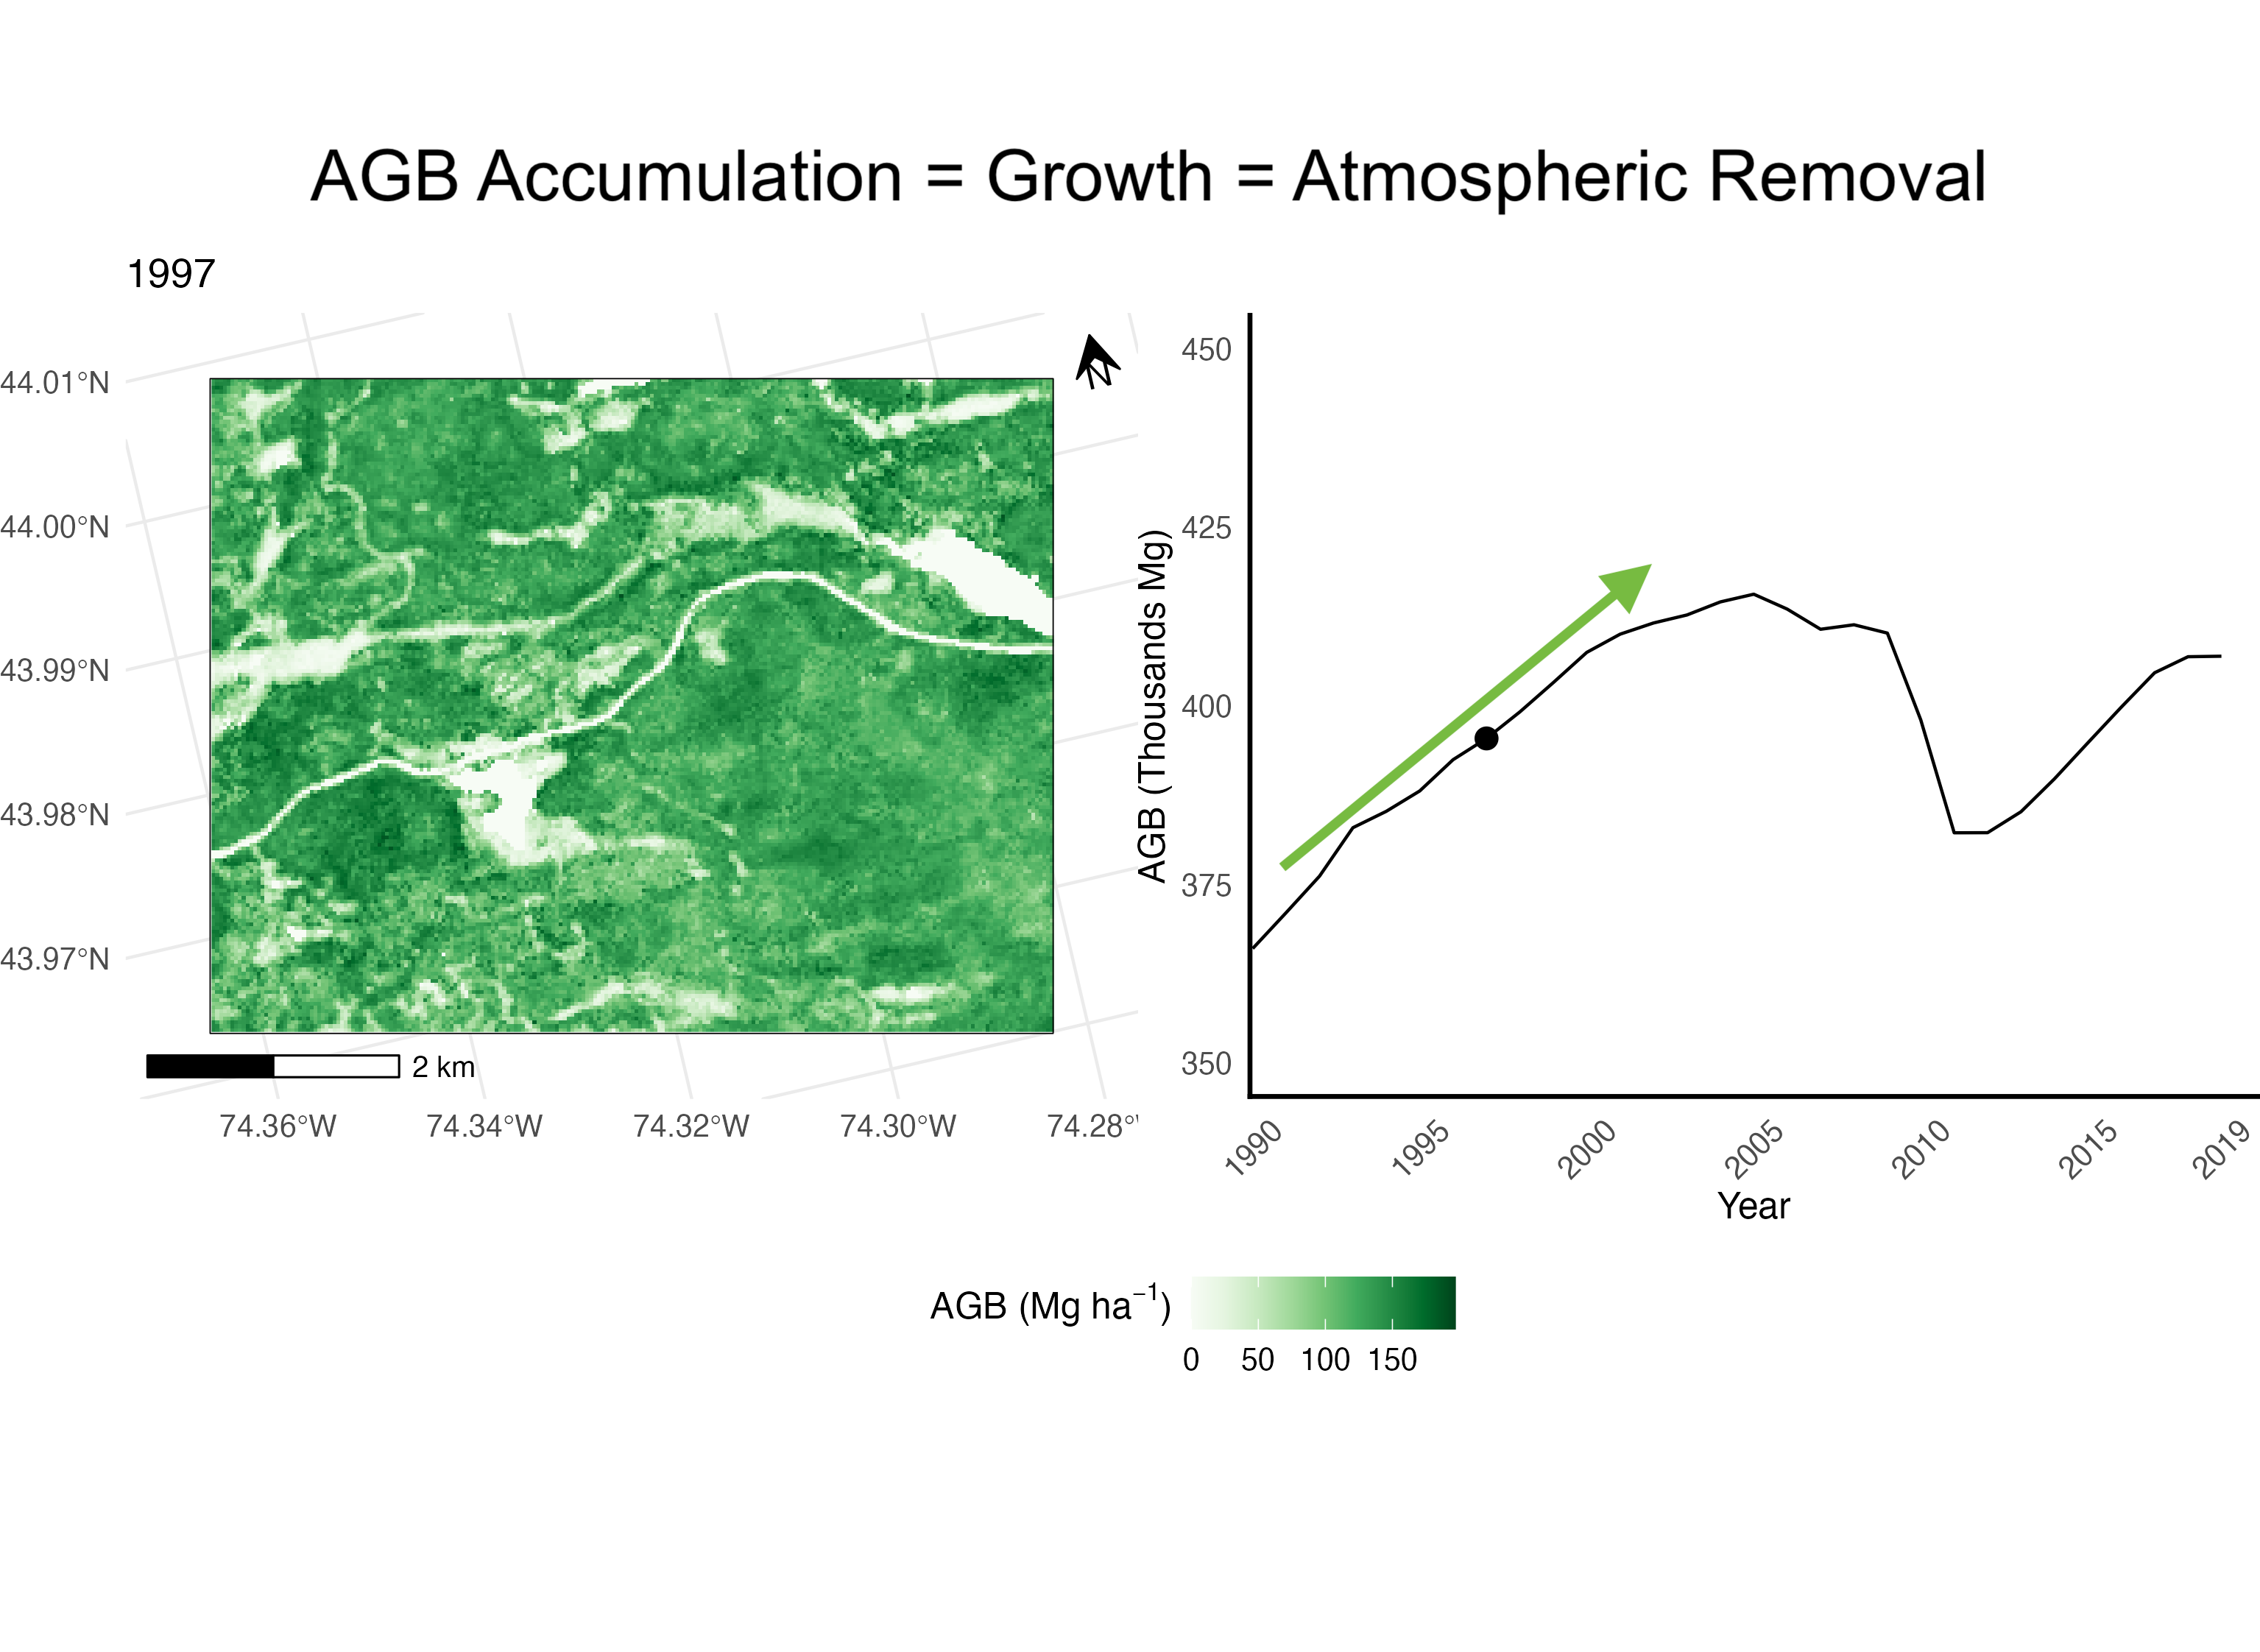 AGB Accumulation = Growth = Atmospheric Removal
1997
44.01°N
44.00°N
43.99°N
43.98°N
43.97°N
N
2 km
74.36°W
74.34°W
74.32°W
74.30°W
74.28°
AGB (Thousands Mg)
450
425
400
375
350
1990
1995
2000
2005
2010
2015
2019
Year
AGB (Mg ha⁻¹)
0
50
100
150